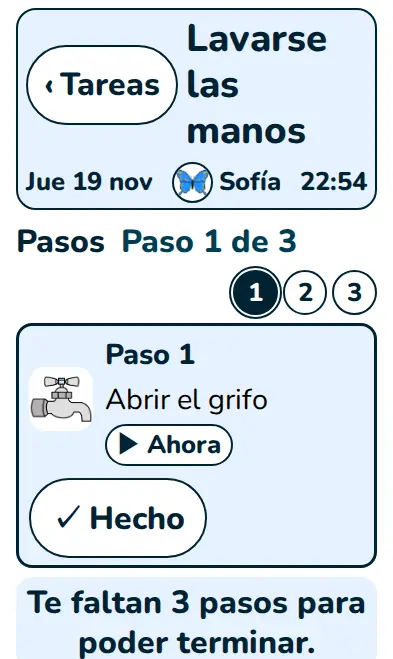 ‹ Tareas
Lavarse
las
manos
Jue 19 nov Sofía 22:54
Pasos Paso 1 de 3
1 2 3
Paso 1
Abrir el grifo
▶ Ahora
✓ Hecho
Te faltan 3 pasos para
poder terminar.